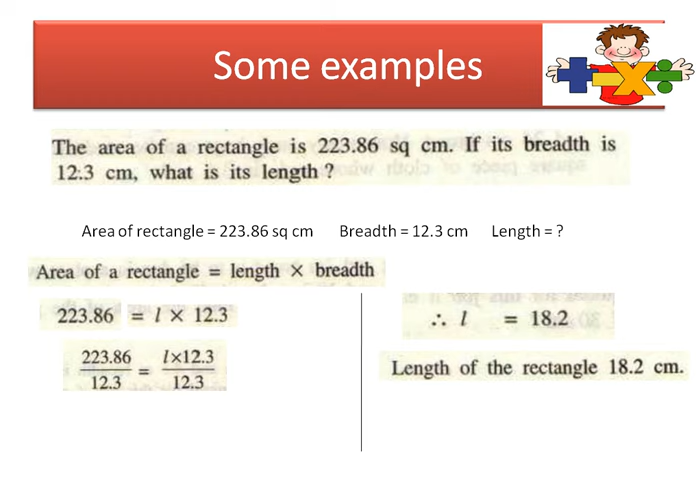 Some examples
The area of a rectangle is 223.86 sq cm. If its breadth is
12.3 cm, what is its length ?
Area of rectangle = 223.86 sq cm Breadth = 12.3 cm Length = ?
Area of a rectangle = length × breadth
223.86 = l × 12.3
223.86/12.3 = l×12.3/12.3
∴ l = 18.2
Length of the rectangle 18.2 cm.